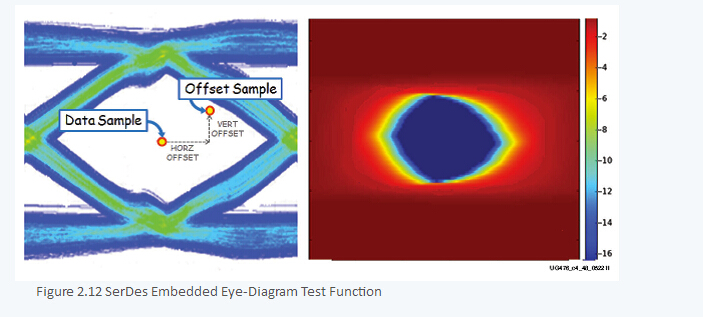 Offset Sample
Data Sample
VERT
OFFSET
HORZ
OFFSET
-2
-4
-6
-8
-10
-12
-14
-16
UG476_c4_48_062211
Figure 2.12 SerDes Embedded Eye-Diagram Test Function